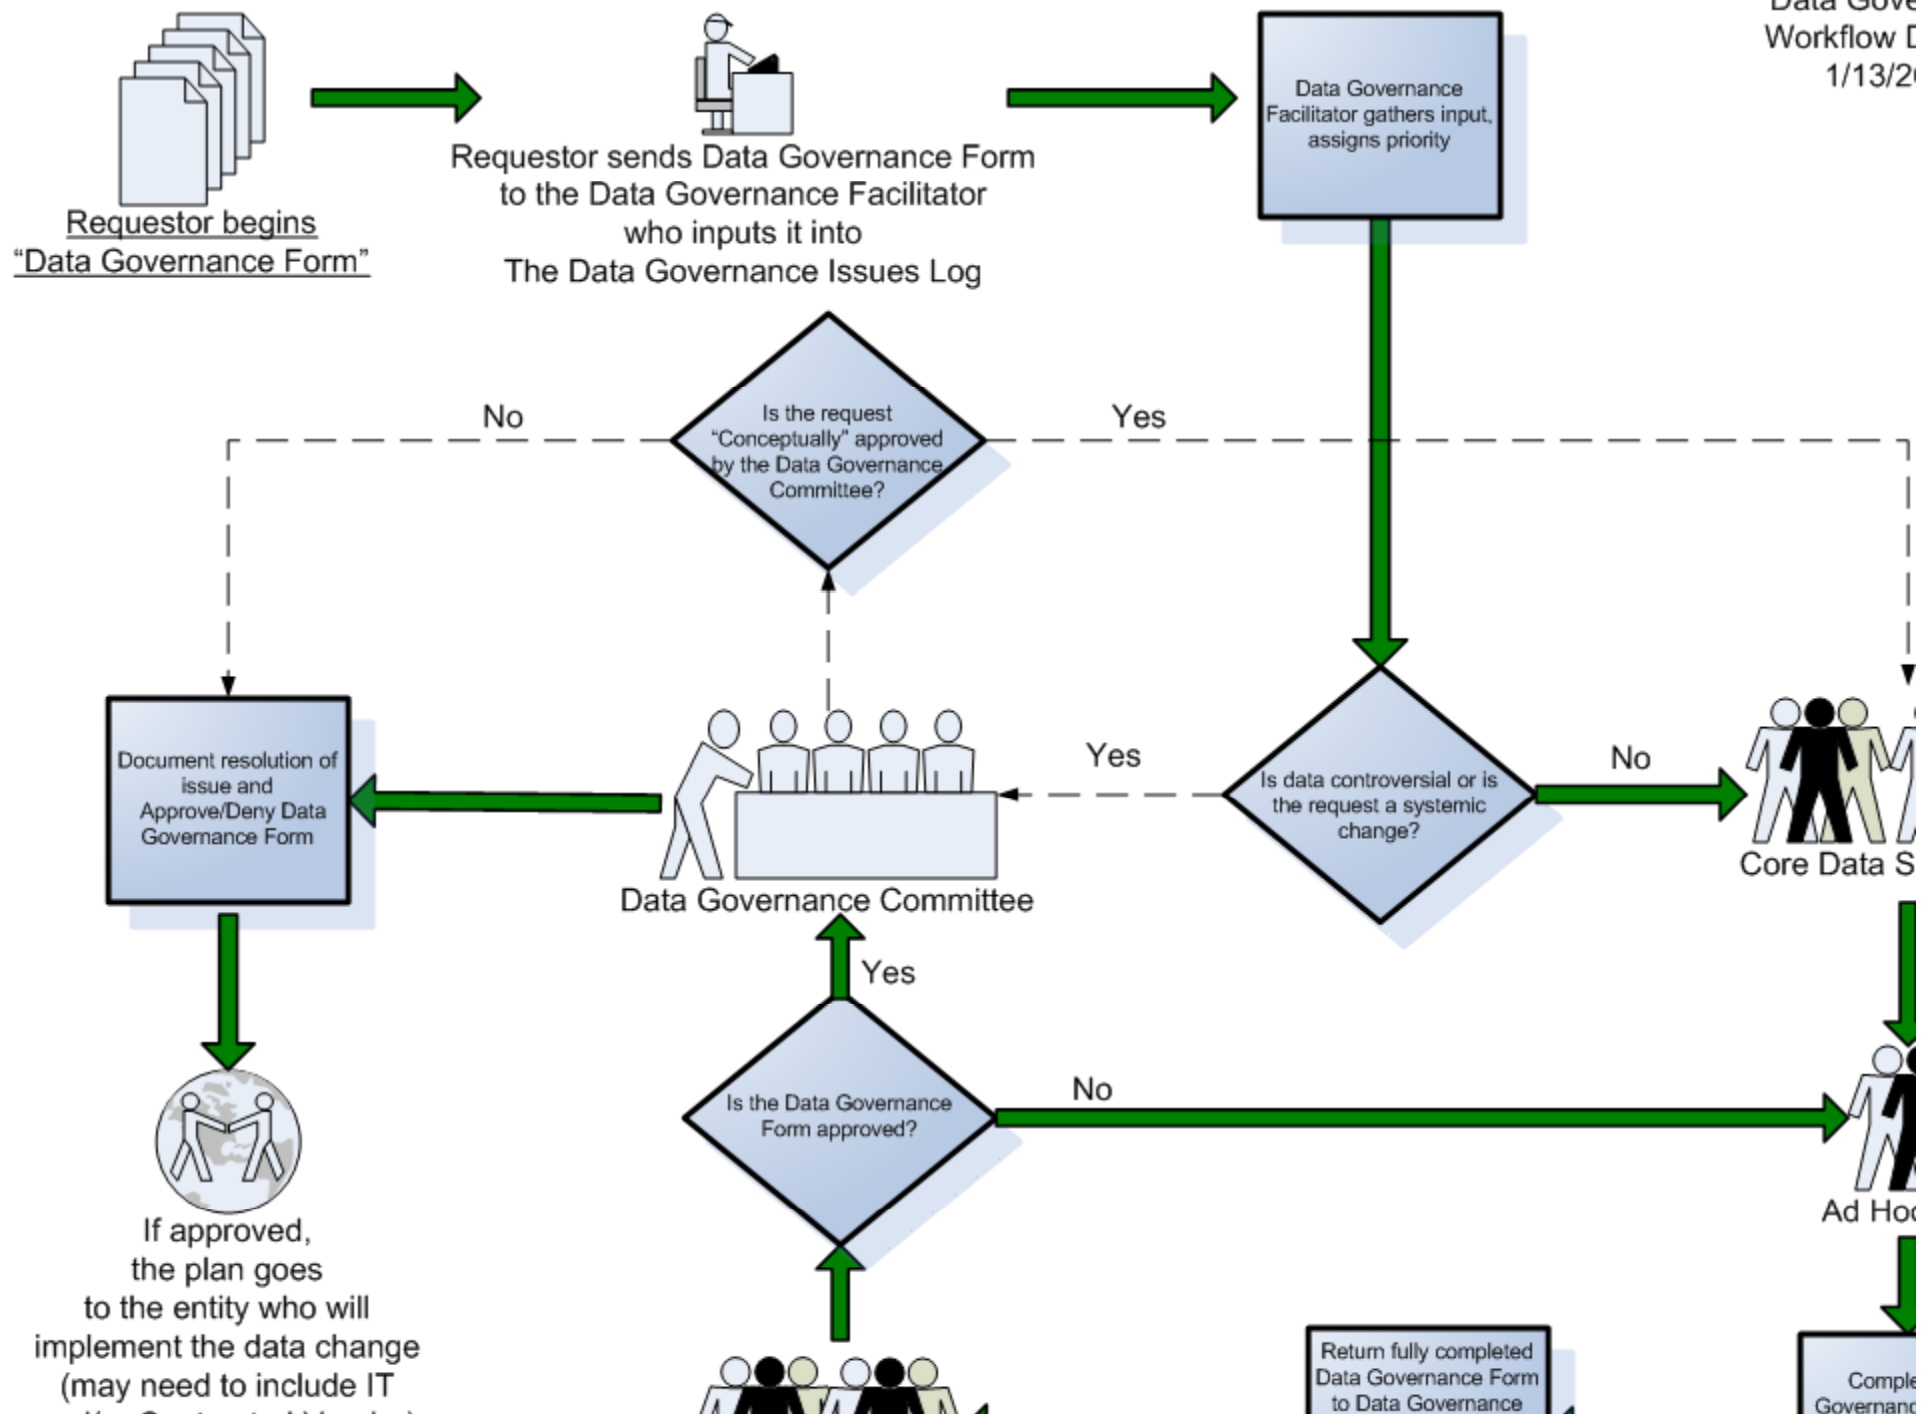 Workflow
Requestor begins
“Data Governance Form”
Requestor sends Data Governance Form
to the Data Governance Facilitator
who inputs it into
The Data Governance Issues Log
Data Governance
Facilitator gathers input,
assigns priority
Is the request
“Conceptually” approved
by the Data Governance
Committee?
No
Yes
Document resolution of
issue and
Approve/Deny Data
Governance Form
Data Governance Committee
Yes
Is data controversial or is
the request a systemic
change?
No
Core Data
Yes
Is the Data Governance
Form approved?
No
Ad Hoc
If approved,
the plan goes
to the entity who will
implement the data change
(may need to include IT
Return fully completed
Data Governance Form
to Data Governance